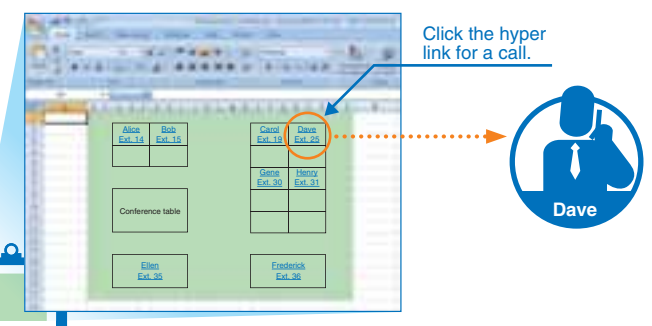 Click the hyper
link for a call.
Alice Bob Carol Dave
Ext. 14 Ext. 15 Ext. 19 Ext. 25
Gene Henry
Ext. 30 Ext. 31
Conference table
Dave
Ellen Frederick
Ext. 35 Ext. 36